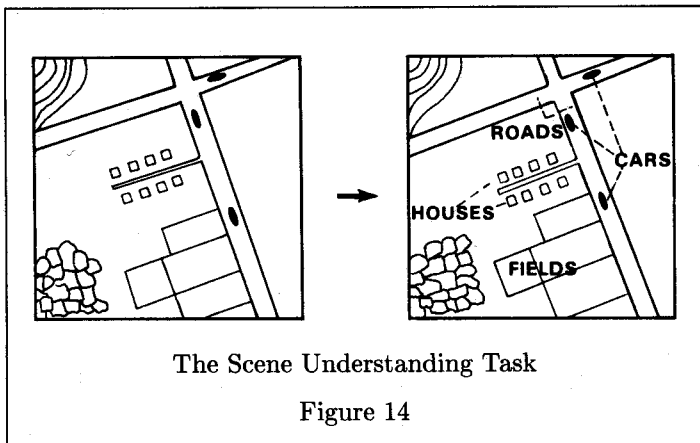 ROADS
CARS
HOUSES
FIELDS
The Scene Understanding Task
Figure 14